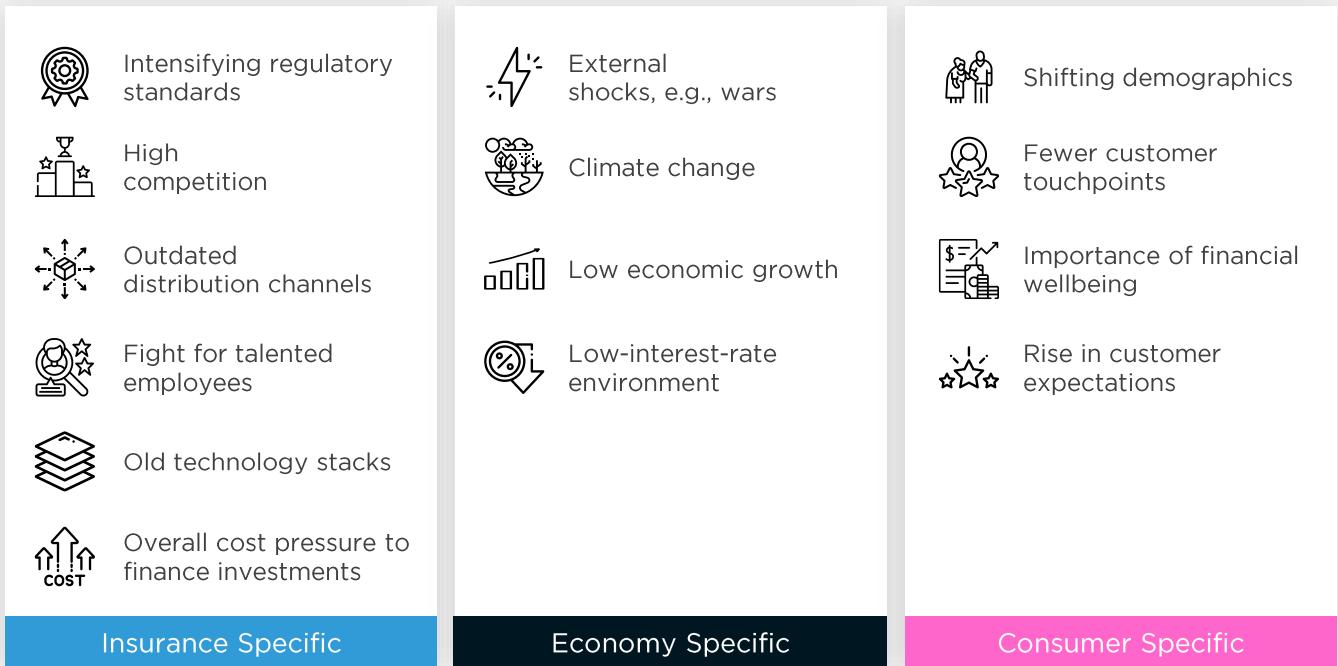 Intensifying regulatory
standards
High
competition
Outdated
distribution channels
Fight for talented
employees
Old technology stacks
COST
Overall cost pressure to
finance investments
Insurance Specific
External
shocks, e.g., wars
Climate change
Low economic growth
%
Low-interest-rate
environment
Economy Specific
Shifting demographics
Fewer customer
touchpoints
$=
Importance of financial
wellbeing
Rise in customer
expectations
Consumer Specific